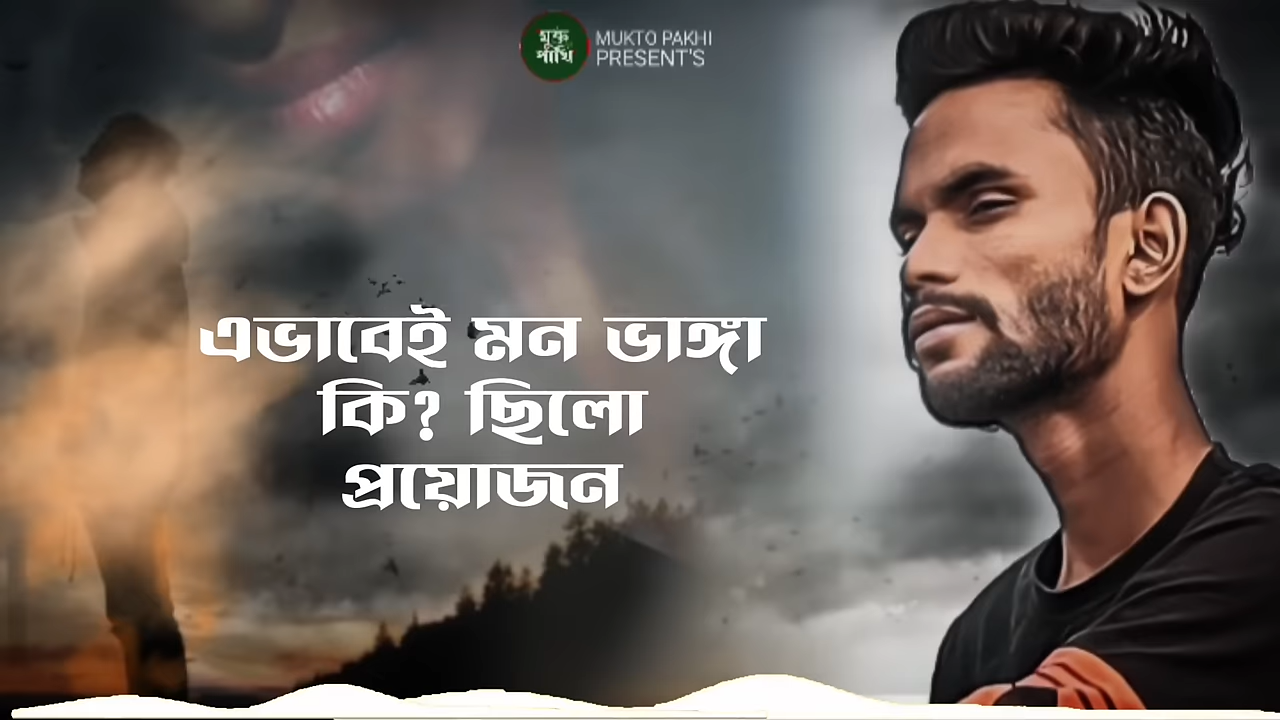 মুক্ত
পাখি
MUKTO PAKHI
PRESENT'S
এভাবেই মন ভাঙ্গা
কি? ছিলো
প্রয়োজন